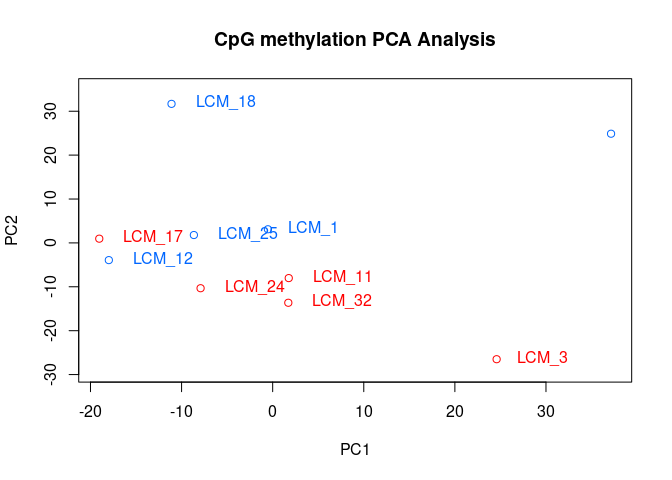 CpG methylation PCA Analysis
PC2
30
20
10
0
-10
-20
-30
LCM_18
LCM_1
LCM_25
LCM_17
LCM_12
LCM_11
LCM_24
LCM_32
LCM_3
-20 -10 0 10 20 30
PC1